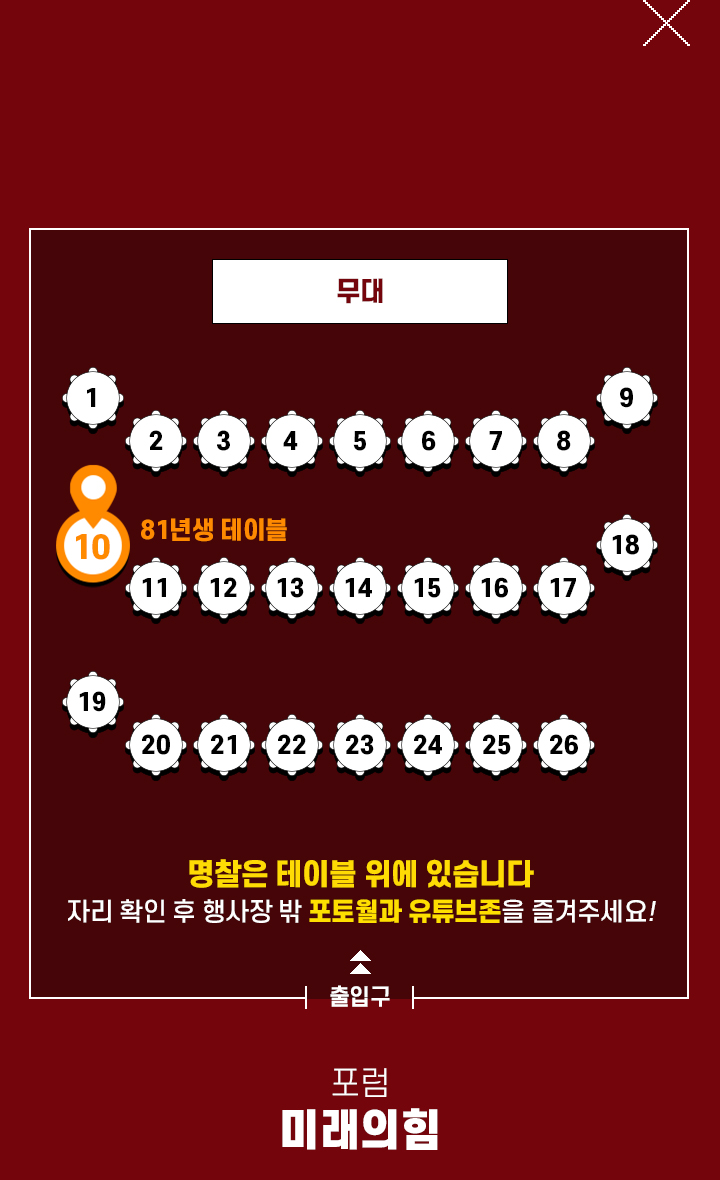 무대
1 9
2 3 4 5 6 7 8
81년생 테이블
10 18
11 12 13 14 15 16 17
19
20 21 22 23 24 25 26
명찰은 테이블 위에 있습니다
자리 확인 후 행사장 밖 포토월과 유튜브존을 즐겨주세요!
출입구
포럼
미래의힘